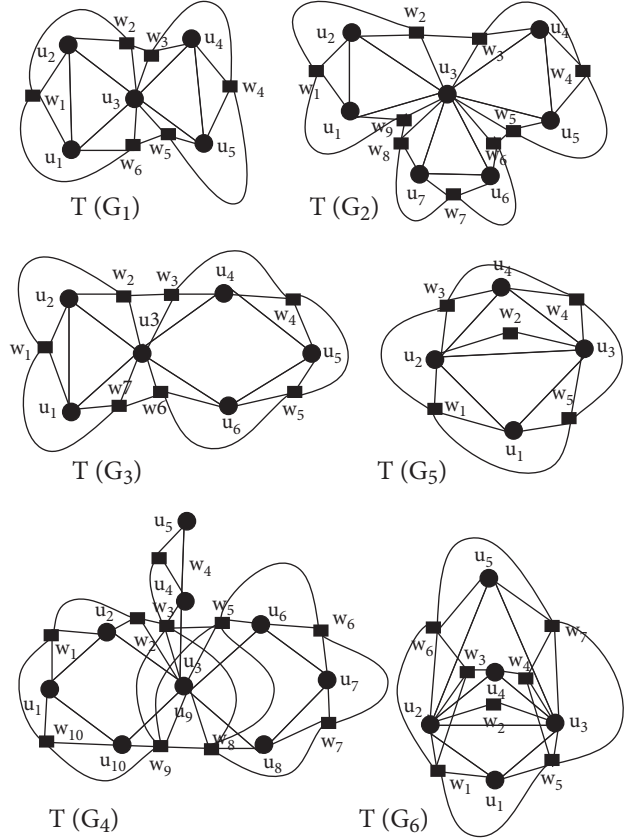 w₂ w₃ u₄
u₂
w₁ u₃ w₄
u₁ w₆ w₅ u₅
T (G₁)
w₂ u₄
u₂ w₃
w₁ u₃ w₄
u₁ w₉ w₅ u₅
w₈ w₆
u₇ w₇ u₆
T (G₂)
w₂ w₃ u₄
u₂ w₄
w₁ u3 u₅
u₁ w7 w6 w₅
u₆
T (G₃)
u₄
w₃ w₂ w₄
u₂ u₃
w₁ w₅
u₁
T (G₅)
u₅
w₄
u₄
u₂ w₃ w₅ u₆ w₆
w₁ w₂
u₃
u₁ u₉ u₇
w₁₀ u₁₀ w₉ w₈ u₈ w₇
T (G₄)
u₅
w₆ w₃ w₄ w₇
u₄
u₂ w₂ u₃
w₁ u₁ w₅
T (G₆)